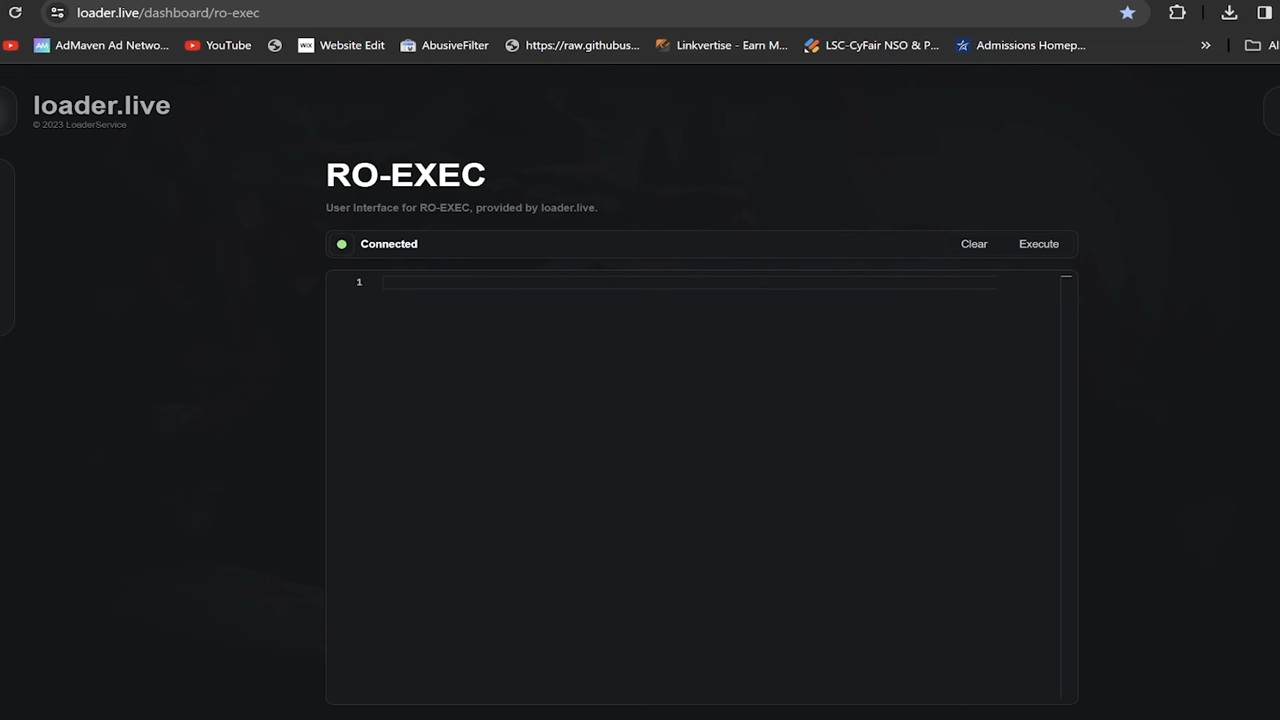 loader.live/dashboard/ro-exec
AdMaven Ad Netwo... YouTube WIX Website Edit AbusiveFilter https://raw.githubus... Linkvertise - Earn M... LSC-CyFair NSO & P... Admissions Homep... » Al
loader.live
© 2023 LoaderService
RO-EXEC
User Interface for RO-EXEC, provided by loader.live.
Connected Clear Execute
1